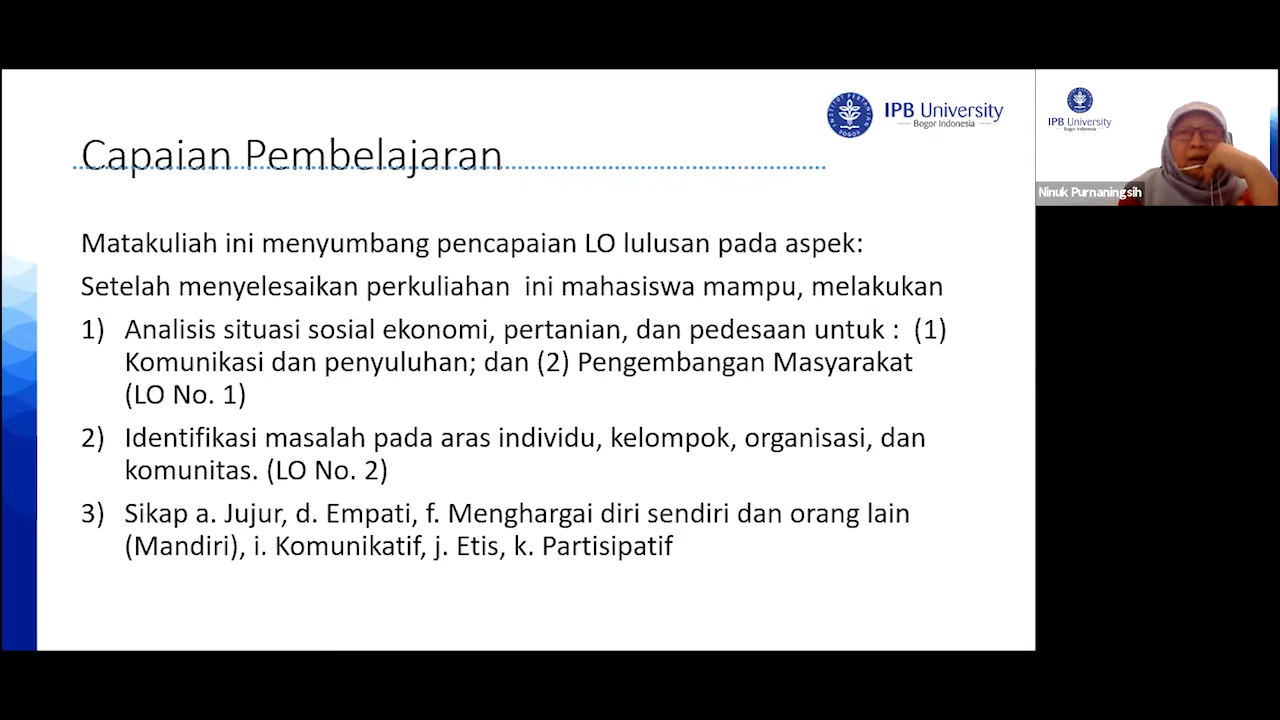 IPB University
Bogor Indonesia
Capaian Pembelajaran
Matakuliah ini menyumbang pencapaian LO lulusan pada aspek:
Setelah menyelesaikan perkuliahan ini mahasiswa mampu, melakukan
1) Analisis situasi sosial ekonomi, pertanian, dan pedesaan untuk : (1)
Komunikasi dan penyuluhan; dan (2) Pengembangan Masyarakat
(LO No. 1)
2) Identifikasi masalah pada aras individu, kelompok, organisasi, dan
komunitas. (LO No. 2)
3) Sikap a. Jujur, d. Empati, f. Menghargai diri sendiri dan orang lain
(Mandiri), i. Komunikatif, j. Etis, k. Partisipatif
IPB University
Bogor Indonesia
Ninuk Purnaningsih